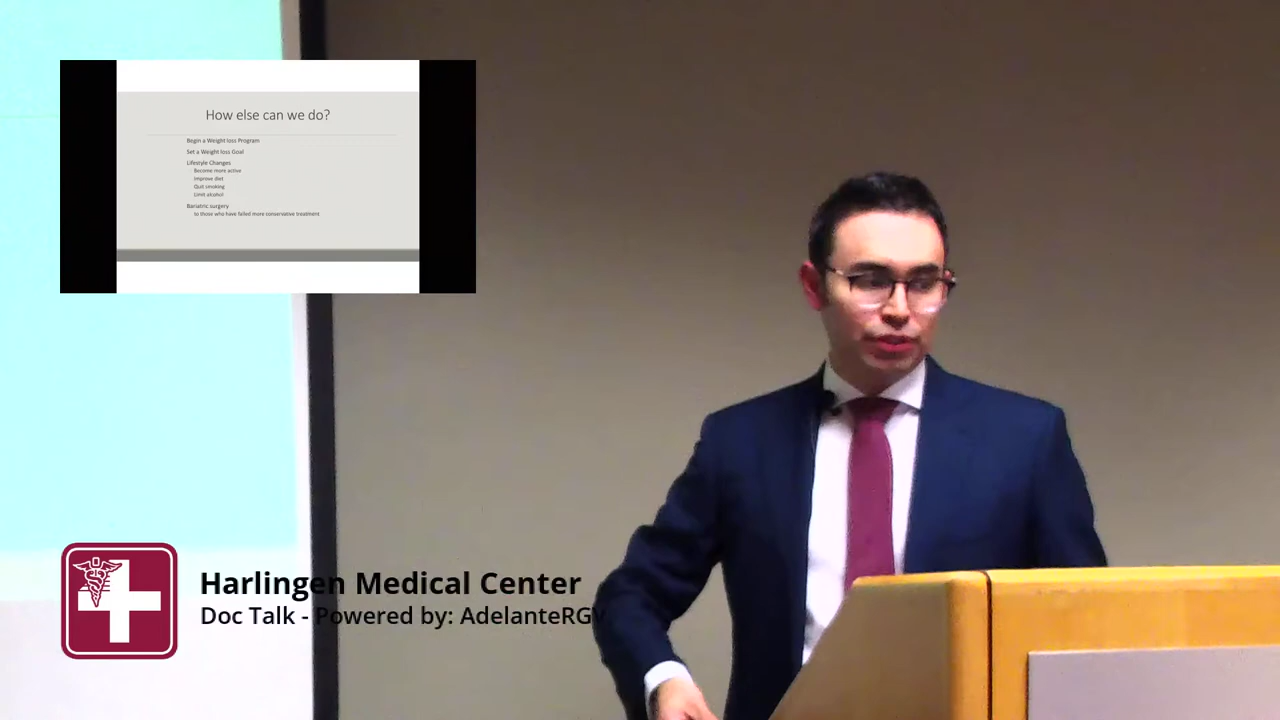 How else can we do?
Begin a Weight loss Program
Set a Weight loss Goal
Lifestyle Changes
Become more active
Improve diet
Quit smoking
Limit alcohol
Bariatric surgery
to those who have failed more conservative treatment
Harlingen Medical Center
Doc Talk - Powered by: AdelanteRGV